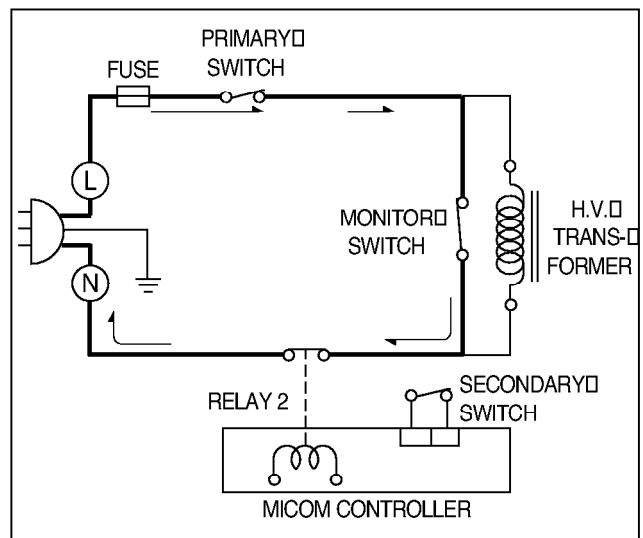 PRIMARY□
SWITCH
FUSE
L
MONITOR□
SWITCH
H.V.□
TRANS-□
FORMER
N
RELAY 2
SECONDARY□
SWITCH
MICOM CONTROLLER